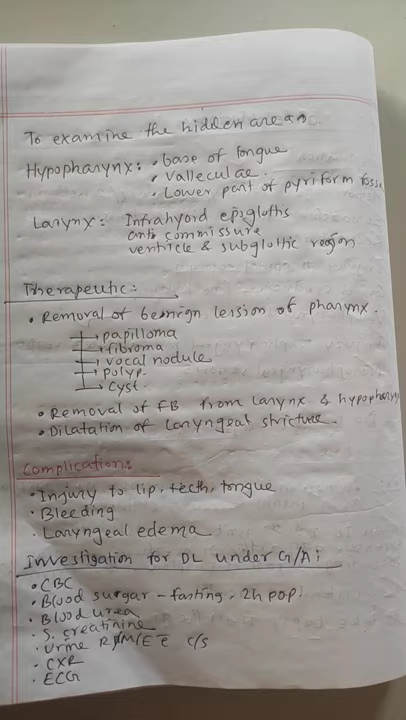 To examine the hidden areas.
Hypopharynx: • base of tongue
• Valleculae.
• Lower part of pyriform fossa
Larynx: Infrahyoid epiglottis
ant. commissure
ventricle & subglottic region
Therapeutic:
• Removal of benign lession of pharynx.
→ papilloma
→ fibroma
→ vocal nodule
→ polyp.
→ cyst.
• Removal of FB from larynx & hypopharynx
• Dilatation of laryngeal stricture.
Complication:
• Injury to lip, teeth, tongue
• Bleeding
• Laryngeal edema
Investigation for DL under G/A:
• CBC
• Blood surgar - fasting, 2h pop.
• Blood urea
• S. creatinine
• Urine R/M/E c̄ c/s
• CXR
• ECG